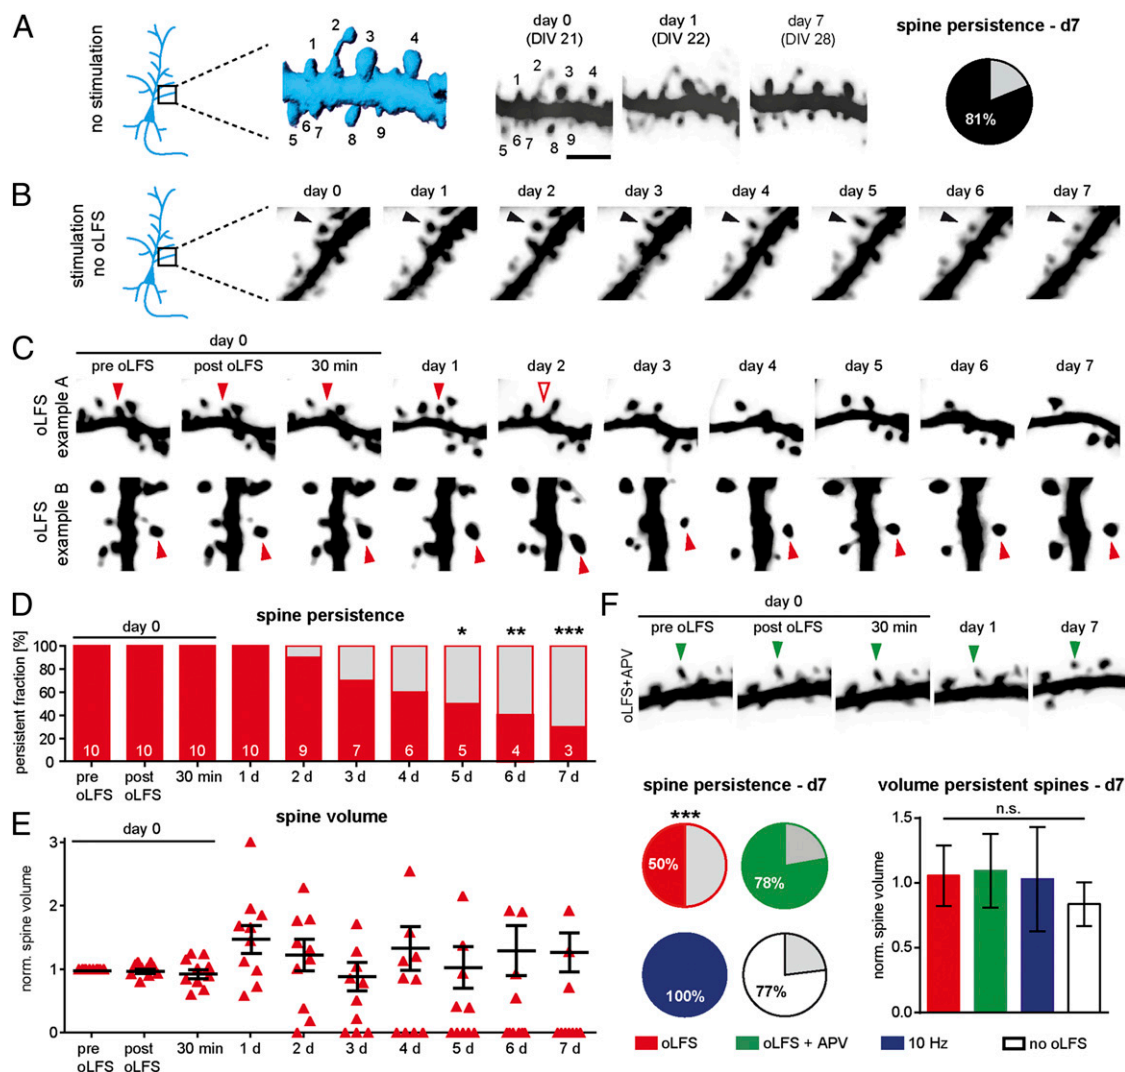 A
no stimulation
1
2
3
4
5
6
7
8
9
day 0
(DIV 21)
day 1
(DIV 22)
day 7
(DIV 28)
1
2
3
4
5
6
7
8
9
spine persistence - d7
81%
B
stimulation
no oLFS
day 0
day 1
day 2
day 3
day 4
day 5
day 6
day 7
C
day 0
pre oLFS
post oLFS
30 min
day 1
day 2
day 3
day 4
day 5
day 6
day 7
oLFS
example A
oLFS
example B
D
spine persistence
day 0
* ** ***
persistent fraction [%]
100
80
60
40
20
0
10 10 10 10 9 7 6 5 4 3
pre
oLFS
post
oLFS
30 min
1 d
2 d
3 d
4 d
5 d
6 d
7 d
E
spine volume
day 0
norm. spine volume
3
2
1
0
pre
oLFS
post
oLFS
30 min
1 d
2 d
3 d
4 d
5 d
6 d
7 d
F
day 0
pre oLFS
post oLFS
30 min
day 1
day 7
oLFS+APV
spine persistence - d7
***
50%
78%
100%
77%
volume persistent spines - d7
n.s.
norm. spine volume
1.5
1.0
0.5
0.0
oLFS
oLFS + APV
10 Hz
no oLFS